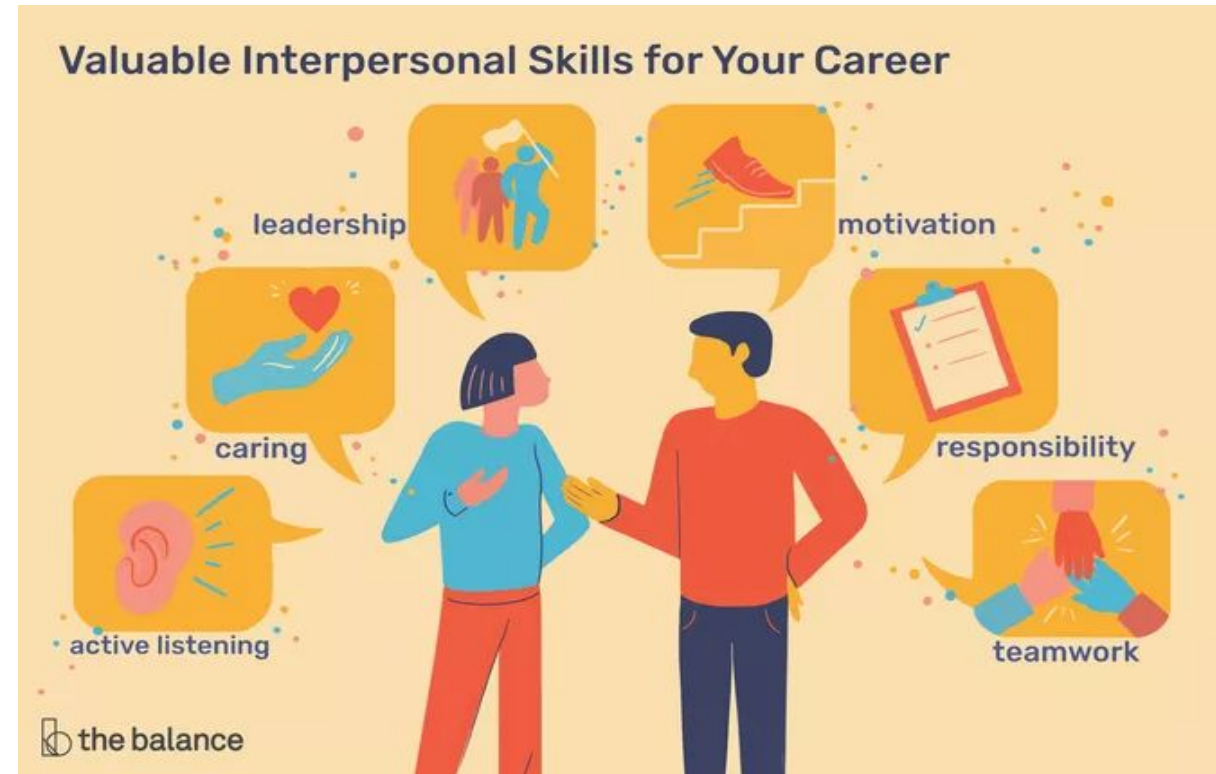 Valuable Interpersonal Skills for Your Career
leadership
motivation
caring
responsibility
active listening
teamwork
the balance